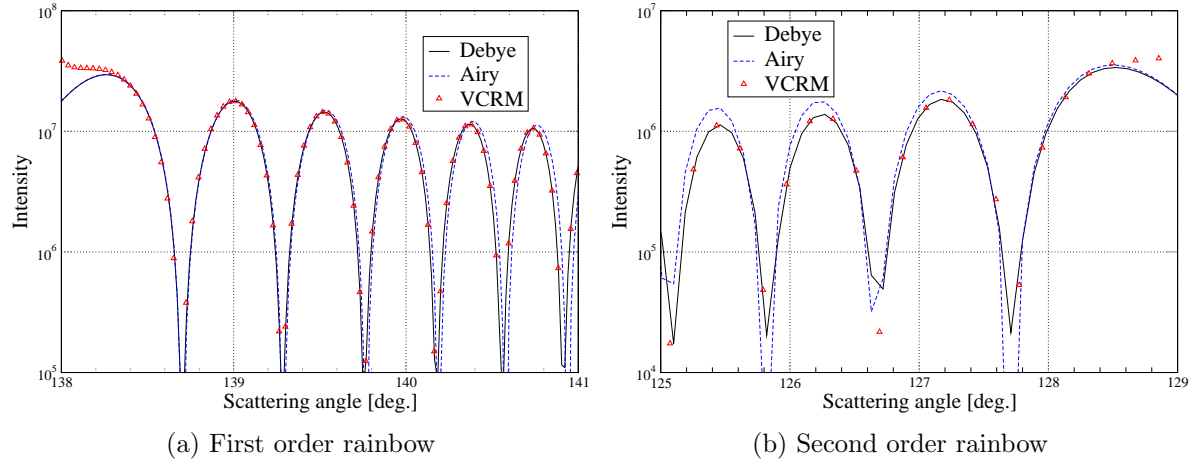 10^8
10^7
10^6
10^5
Intensity
Debye
Airy
VCRM
138
139
140
141
Scattering angle [deg.]
(a) First order rainbow
10^7
10^6
10^5
10^4
Intensity
Debye
Airy
VCRM
125
126
127
128
129
Scattering angle [deg.]
(b) Second order rainbow